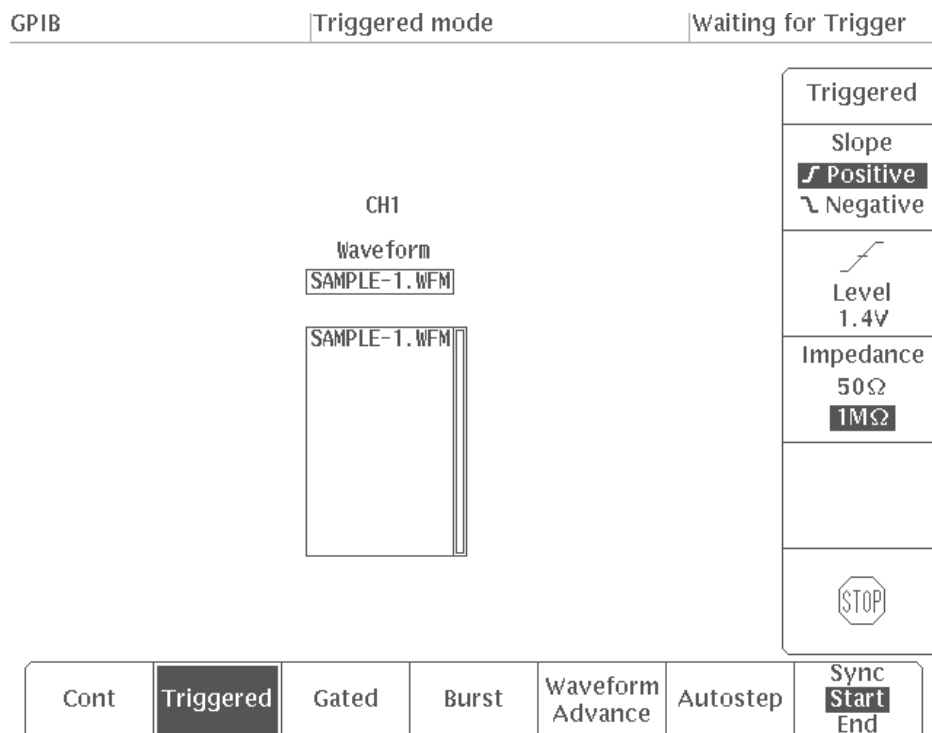 GPIB Triggered mode Waiting for Trigger
Triggered
Slope
Positive
Negative
Level
1.4V
Impedance
50Ω
1MΩ
STOP
CH1
Waveform
SAMPLE-1.WFM
SAMPLE-1.WFM
Cont
Triggered
Gated
Burst
Waveform
Advance
Autostep
Sync
Start
End